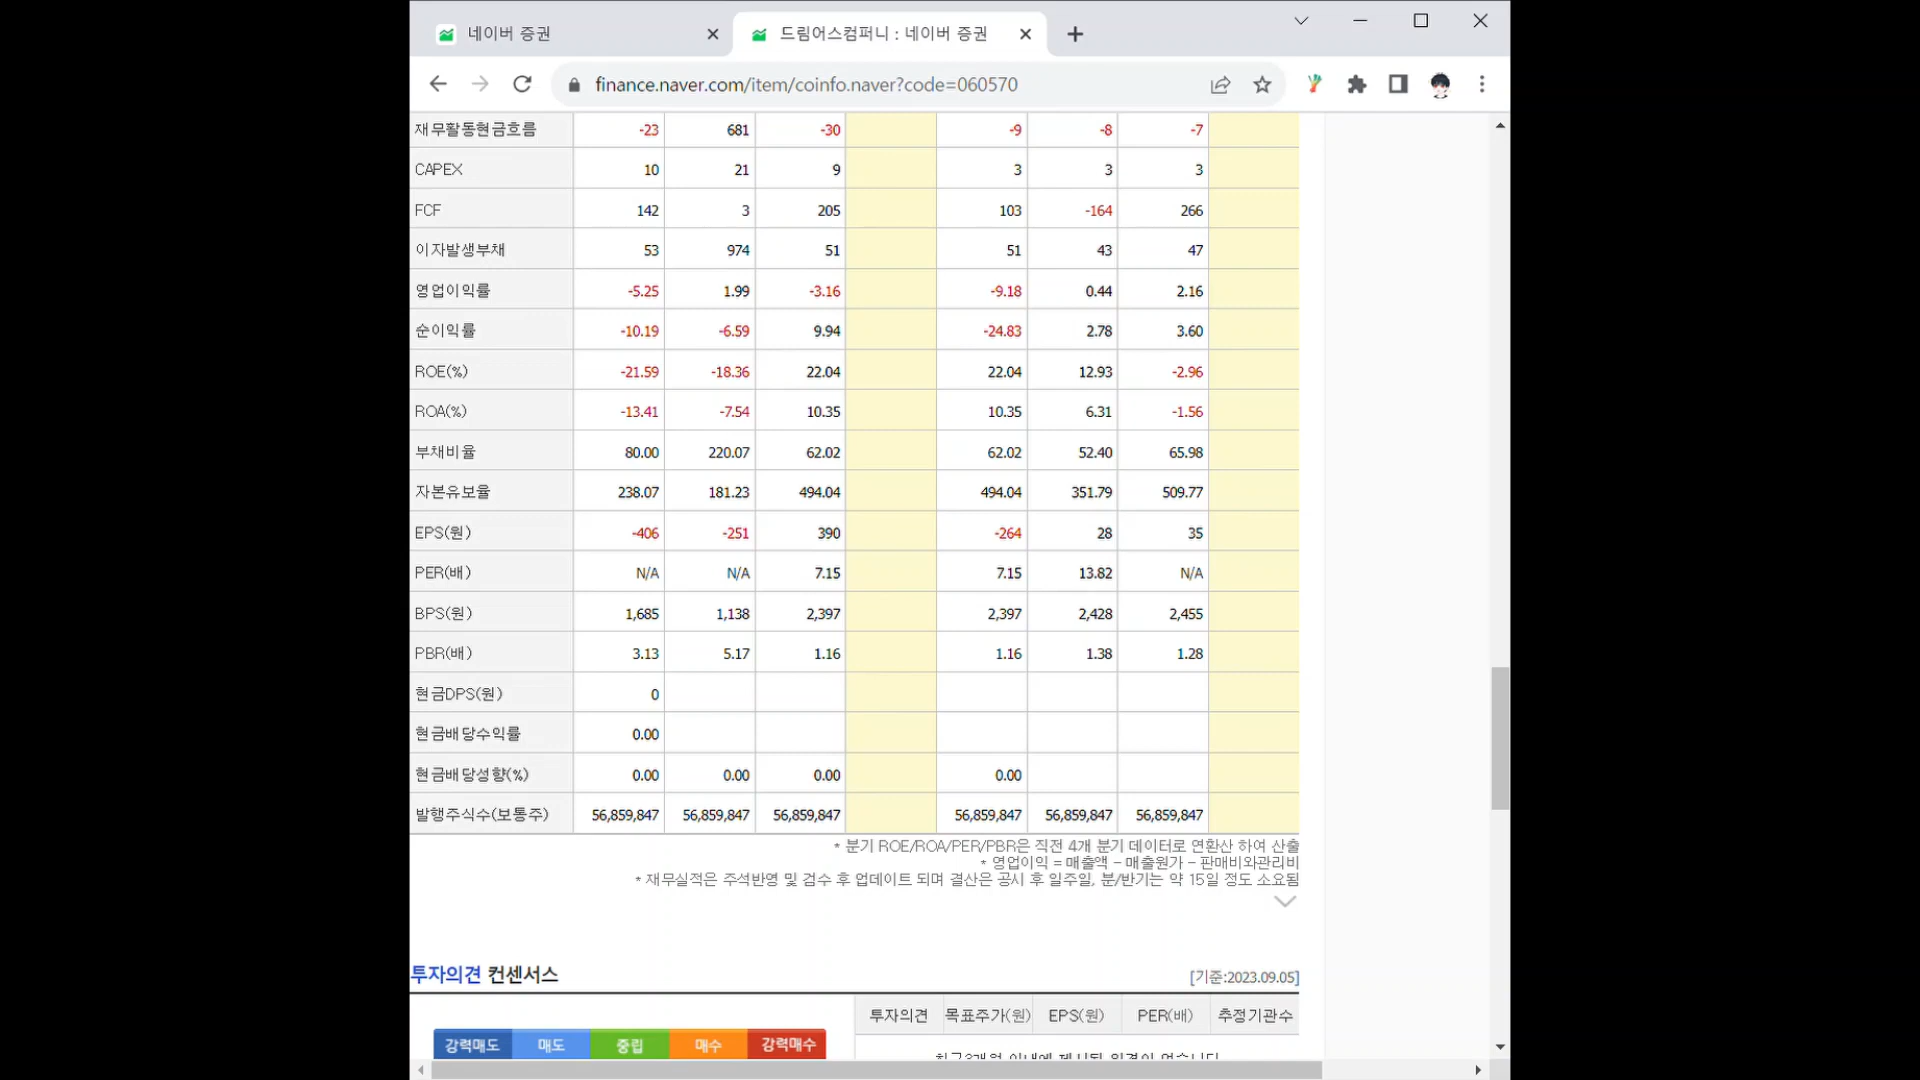 네이버 증권
드림어스컴퍼니 : 네이버 증권
finance.naver.com/item/coinfo.naver?code=060570
재무활동현금흐름 -23 681 -30 -9 -8 -7
CAPEX 10 21 9 3 3 3
FCF 142 3 205 103 -164 266
이자발생부채 53 974 51 51 43 47
영업이익률 -5.25 1.99 -3.16 -9.18 0.44 2.16
순이익률 -10.19 -6.59 9.94 -24.83 2.78 3.60
ROE(%) -21.59 -18.36 22.04 22.04 12.93 -2.96
ROA(%) -13.41 -7.54 10.35 10.35 6.31 -1.56
부채비율 80.00 220.07 62.02 62.02 52.40 65.98
자본유보율 238.07 181.23 494.04 494.04 351.79 509.77
EPS(원) -406 -251 390 -264 28 35
PER(배) N/A N/A 7.15 7.15 13.82 N/A
BPS(원) 1,685 1,138 2,397 2,397 2,428 2,455
PBR(배) 3.13 5.17 1.16 1.16 1.38 1.28
현금DPS(원) 0
현금배당수익률 0.00
현금배당성향(%) 0.00 0.00 0.00 0.00
발행주식수(보통주) 56,859,847 56,859,847 56,859,847 56,859,847 56,859,847 56,859,847
* 분기 ROE/ROA/PER/PBR은 직전 4개 분기 데이터로 연환산 하여 산출
* 영업이익 = 매출액 - 매출원가 - 판매비와관리비
* 재무실적은 주석반영 및 검수 후 업데이트 되며 결산은 공시 후 일주일, 분/반기는 약 15일 정도 소요됨
투자의견 컨센서스 [기준:2023.09.05]
투자의견 목표주가(원) EPS(원) PER(배) 추정기관수
강력매도 매도 중립 매수 강력매수